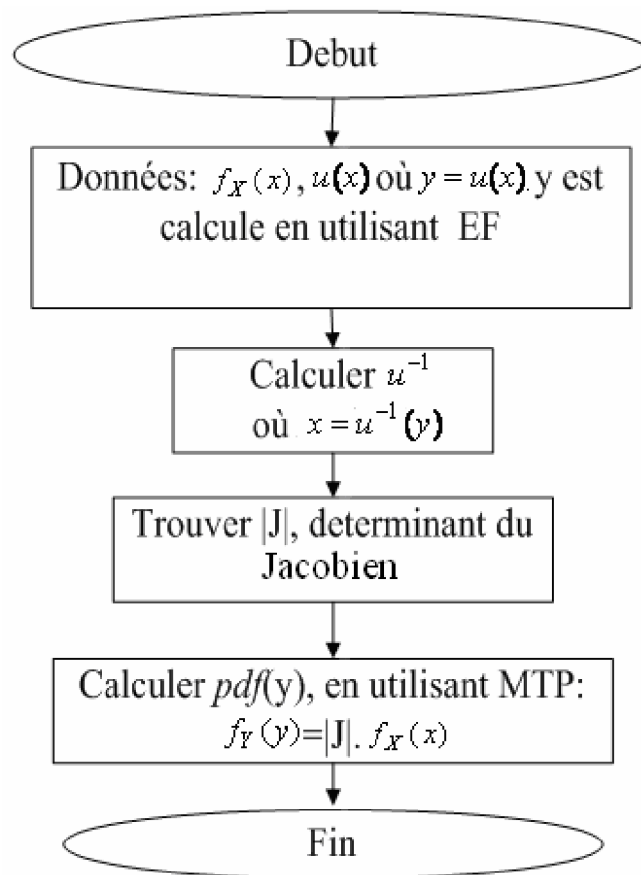 Debut
Données: f_X(x), u(x) où y = u(x). y est
calcule en utilisant EF
Calculer u⁻¹
où x = u⁻¹(y)
Trouver |J|, determinant du
Jacobien
Calculer pdf(y), en utilisant MTP:
f_Y(y)=|J|. f_X(x)
Fin